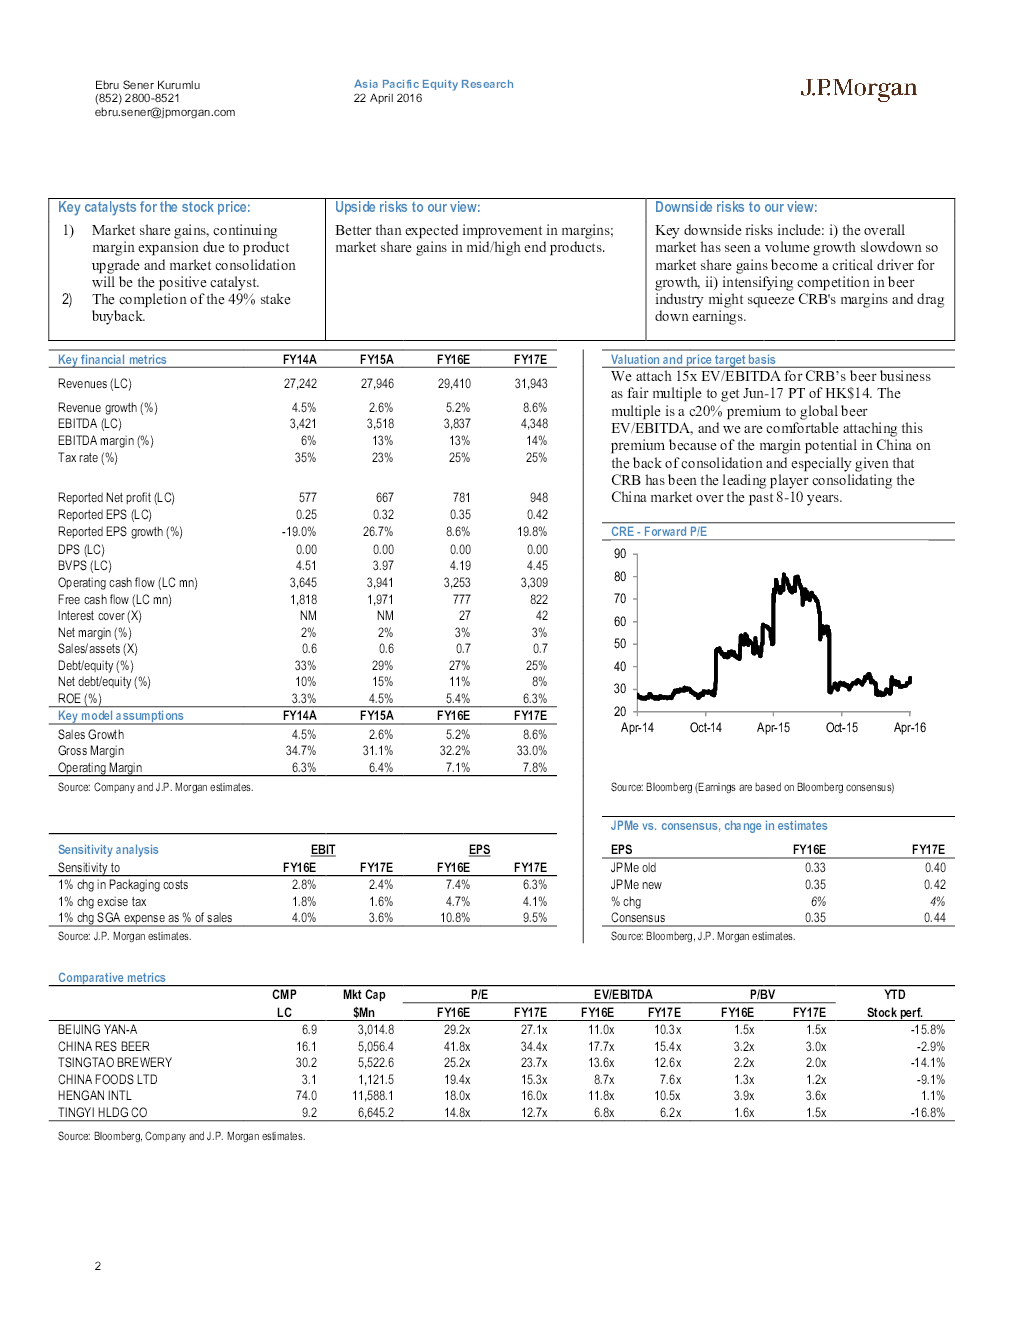 Ebru Sener Kurumlu
(852) 2800-8521
ebru.sener@jpmorgan.com
Asia Pacific Equity Research
22 April 2016
J.P.Morgan
Key catalysts for the stock price:
1) Market share gains, continuing
margin expansion due to product
upgrade and market consolidation
will be the positive catalyst.
2) The completion of the 49% stake
buyback.
Upside risks to our view:
Better than expected improvement in margins;
market share gains in mid/high end products.
Downside risks to our view:
Key downside risks include: i) the overall
market has seen a volume growth slowdown so
market share gains become a critical driver for
growth, ii) intensifying competition in beer
industry might squeeze CRB's margins and drag
down earnings.
Key financial metrics FY14A FY15A FY16E FY17E
Revenues (LC) 27,242 27,946 29,410 31,943
Revenue growth (%) 4.5% 2.6% 5.2% 8.6%
EBITDA (LC) 3,421 3,518 3,837 4,348
EBITDA margin (%) 6% 13% 13% 14%
Tax rate (%) 35% 23% 25% 25%
Reported Net profit (LC) 577 667 781 948
Reported EPS (LC) 0.25 0.32 0.35 0.42
Reported EPS growth (%) -19.0% 26.7% 8.6% 19.8%
DPS (LC) 0.00 0.00 0.00 0.00
BVPS (LC) 4.51 3.97 4.19 4.45
Operating cash flow (LC mn) 3,645 3,941 3,253 3,309
Free cash flow (LC mn) 1,818 1,971 777 822
Interest cover (X) NM NM 27 42
Net margin (%) 2% 2% 3% 3%
Sales/assets (X) 0.6 0.6 0.7 0.7
Debt/equity (%) 33% 29% 27% 25%
Net debt/equity (%) 10% 15% 11% 8%
ROE (%) 3.3% 4.5% 5.4% 6.3%
Key model assumptions FY14A FY15A FY16E FY17E
Sales Growth 4.5% 2.6% 5.2% 8.6%
Gross Margin 34.7% 31.1% 32.2% 33.0%
Operating Margin 6.3% 6.4% 7.1% 7.8%
Source: Company and J.P. Morgan estimates.
Valuation and price target basis
We attach 15x EV/EBITDA for CRB's beer business
as fair multiple to get Jun-17 PT of HK$14. The
multiple is a c20% premium to global beer
EV/EBITDA, and we are comfortable attaching this
premium because of the margin potential in China on
the back of consolidation and especially given that
CRB has been the leading player consolidating the
China market over the past 8-10 years.
CRE - Forward P/E
90
80
70
60
50
40
30
20
Apr-14 Oct-14 Apr-15 Oct-15 Apr-16
Source: Bloomberg (Earnings are based on Bloomberg consensus)
Sensitivity analysis EBIT EPS
Sensitivity to FY16E FY17E FY16E FY17E
1% chg in Packaging costs 2.8% 2.4% 7.4% 6.3%
1% chg excise tax 1.8% 1.6% 4.7% 4.1%
1% chg SGA expense as % of sales 4.0% 3.6% 10.8% 9.5%
Source: J.P. Morgan estimates.
JPMe vs. consensus, change in estimates
EPS FY16E FY17E
JPMe old 0.33 0.40
JPMe new 0.35 0.42
% chg 6% 4%
Consensus 0.35 0.44
Source: Bloomberg, J.P. Morgan estimates.
Comparative metrics
CMP Mkt Cap P/E EV/EBITDA P/BV YTD
LC $Mn FY16E FY17E FY16E FY17E FY16E FY17E Stock perf.
BEIJING YAN-A 6.9 3,014.8 29.2x 27.1x 11.0x 10.3x 1.5x 1.5x -15.8%
CHINA RES BEER 16.1 5,056.4 41.8x 34.4x 17.7x 15.4x 3.2x 3.0x -2.9%
TSINGTAO BREWERY 30.2 5,522.6 25.2x 23.7x 13.6x 12.6x 2.2x 2.0x -14.1%
CHINA FOODS LTD 3.1 1,121.5 19.4x 15.3x 8.7x 7.6x 1.3x 1.2x -9.1%
HENGAN INTL 74.0 11,588.1 18.0x 16.0x 11.8x 10.5x 3.9x 3.6x 1.1%
TINGYI HLDG CO 9.2 6,645.2 14.8x 12.7x 6.8x 6.2x 1.6x 1.5x -16.8%
Source: Bloomberg, Company and J.P. Morgan estimates.
2